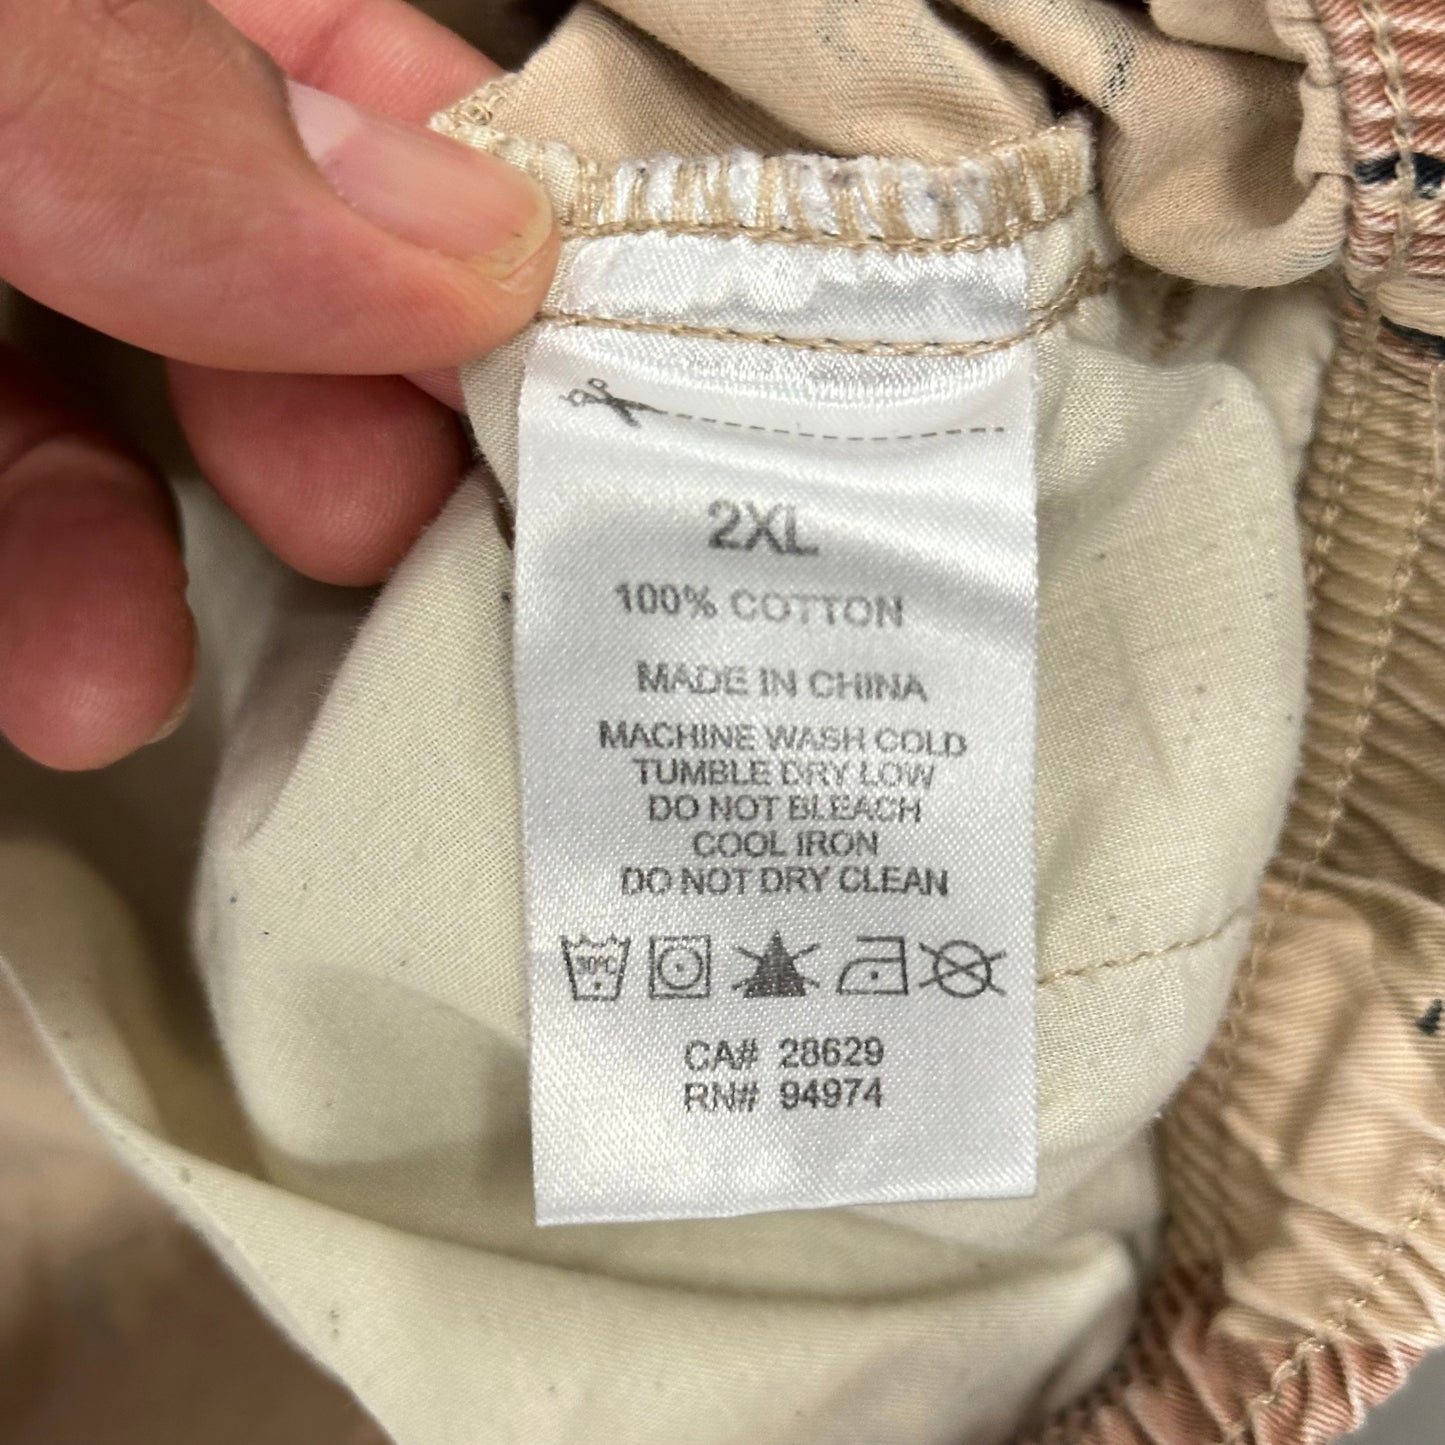 2XL
100% COTTON
MADE IN CHINA
MACHINE WASH COLD
TUMBLE DRY LOW
DO NOT BLEACH
COOL IRON
DO NOT DRY CLEAN
30°C
CA# 28629
RN# 94974